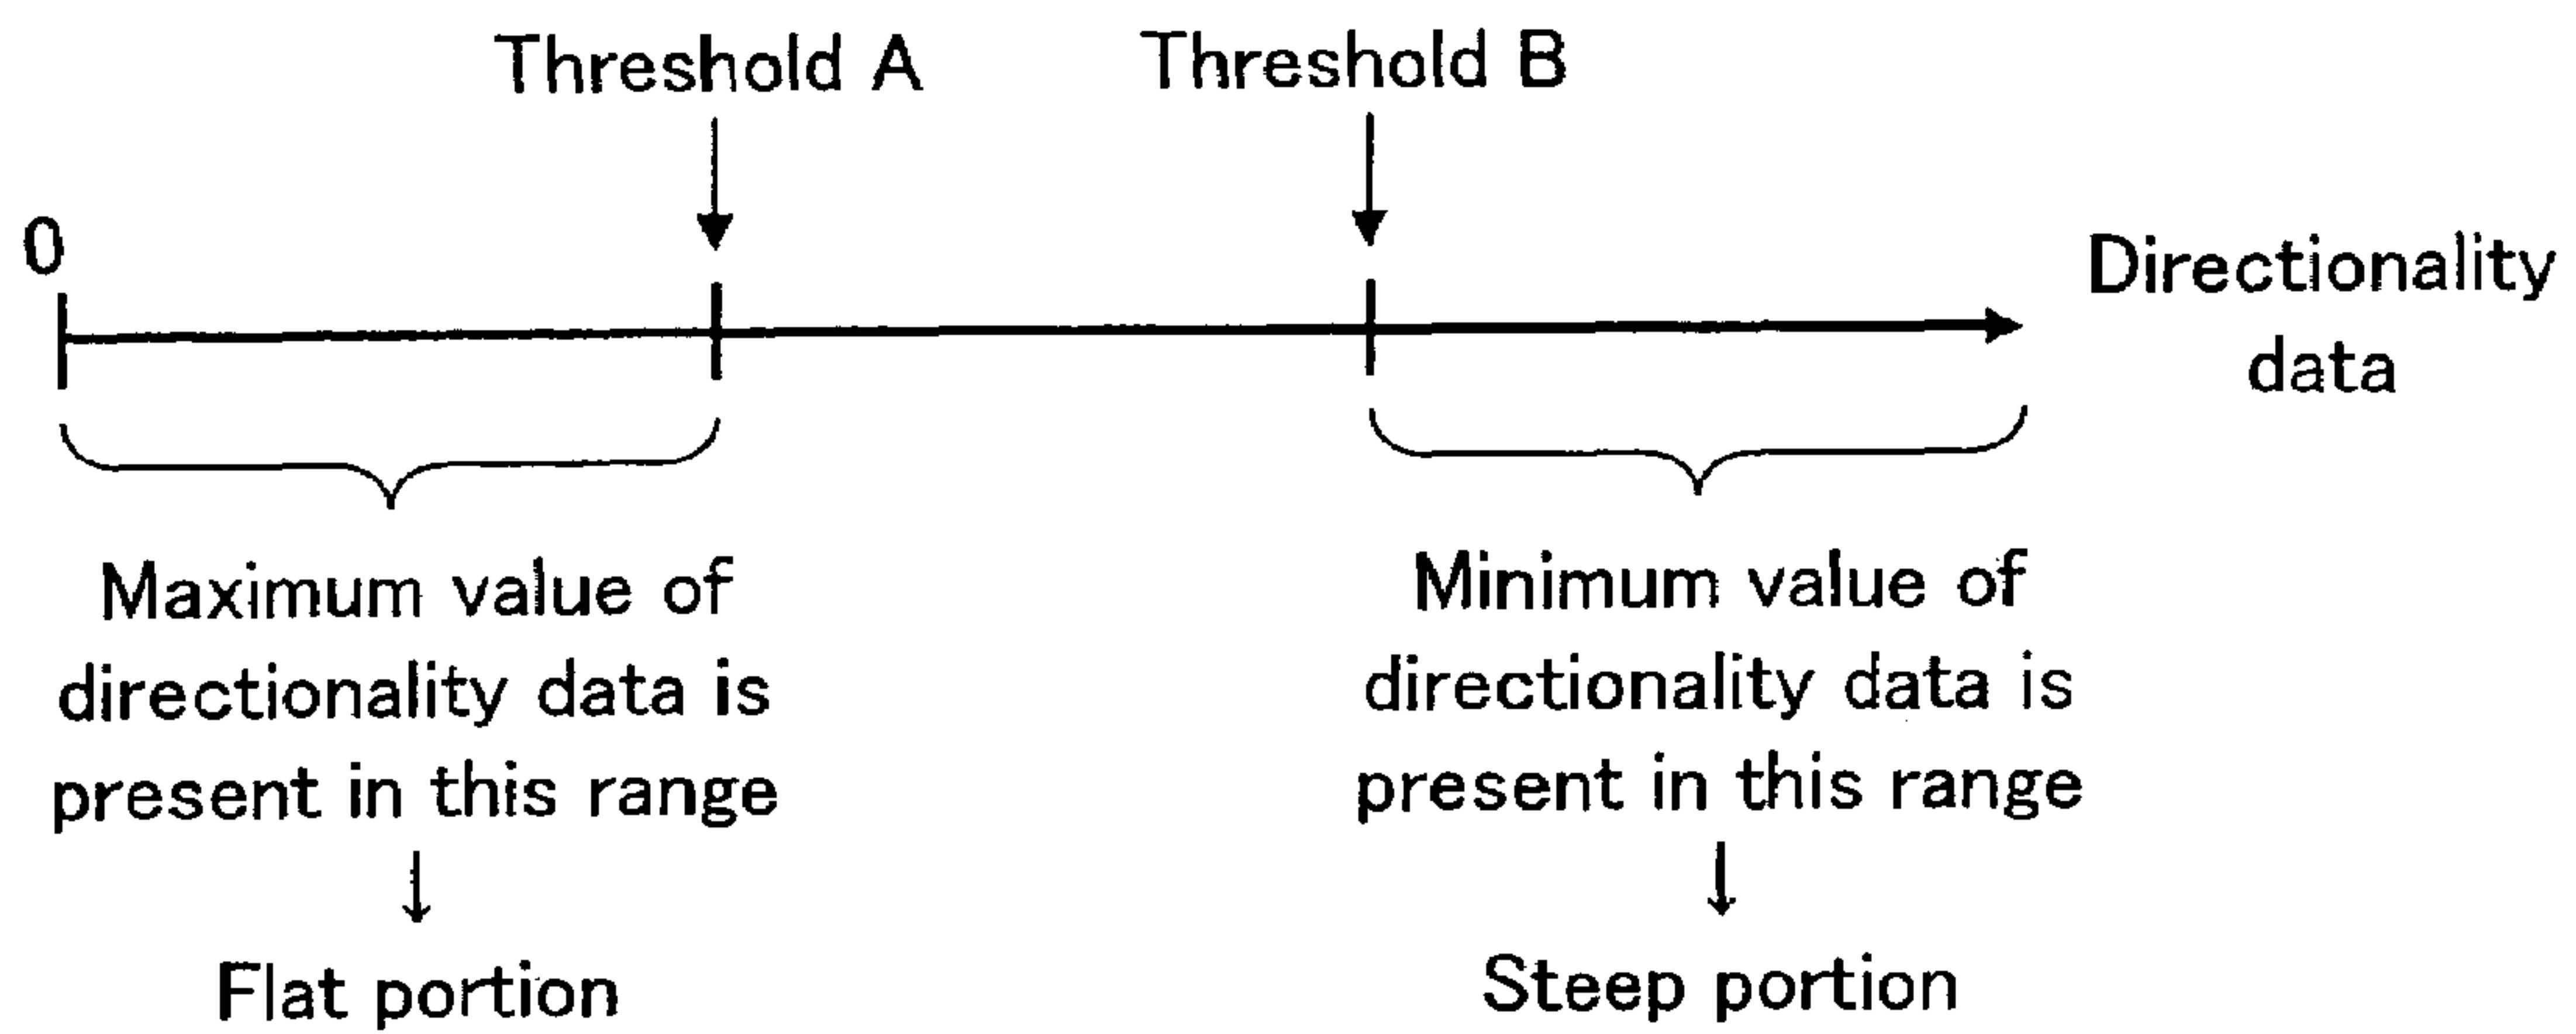 Threshold A
Threshold B
0
Directionality
data
Maximum value of
directionality data is
present in this range
Flat portion
Minimum value of
directionality data is
present in this range
Steep portion